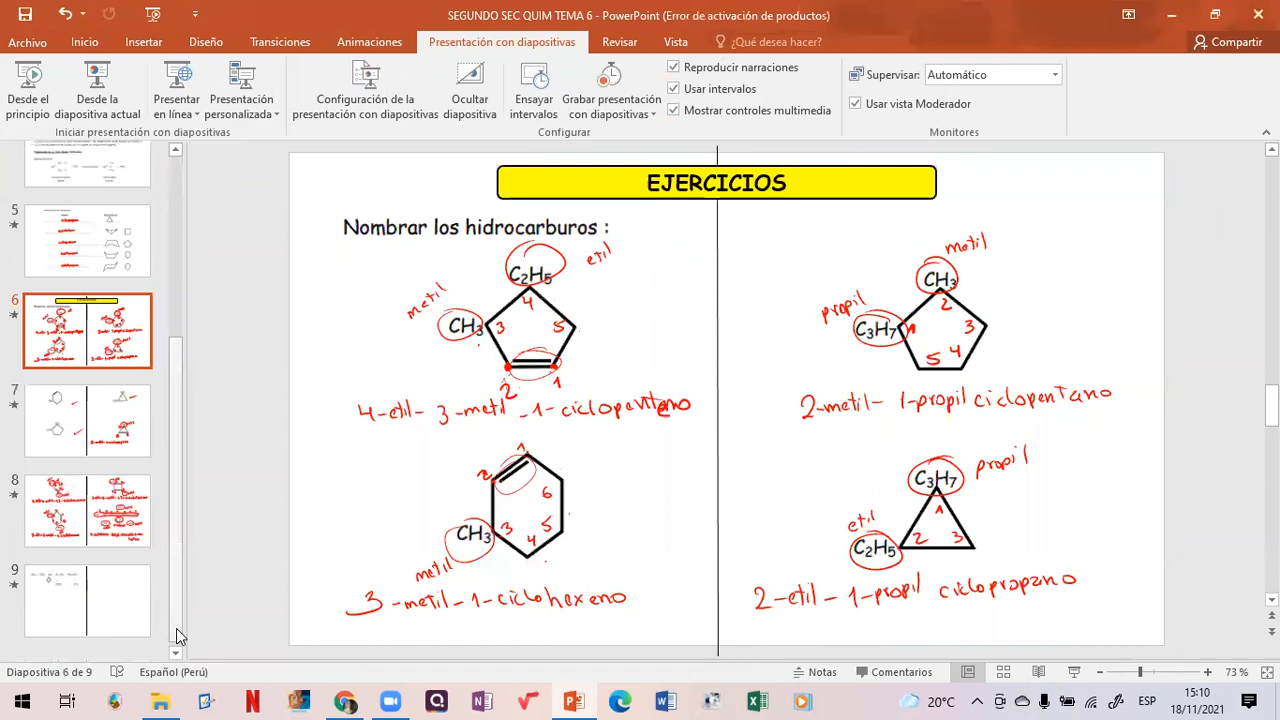 SEGUNDO SEC QUIM TEMA 6 - PowerPoint (Error de activación de productos)
Archivo Inicio Insertar Diseño Transiciones Animaciones Presentación con diapositivas Revisar Vista ¿Qué desea hacer? Compartir
Desde el principio
Desde la diapositiva actual
Presentar en línea
Presentación personalizada
Configuración de la presentación con diapositivas
Ocultar diapositiva
Ensayar intervalos
Grabar presentación con diapositivas
Reproducir narraciones
Usar intervalos
Mostrar controles multimedia
Supervisar: Automático
Usar vista Moderador
Iniciar presentación con diapositivas Configurar Monitores
5
6
7
8
9
EJERCICIOS
Nombrar los hidrocarburos :
C2H5 etil
metil CH3
4
3 5
2 1
4-etil- 3-metil -1-ciclopenteno
metil
CH3
propil C3H7
1 2 3
5 4
2-metil- 1-propil ciclopentano
1
2
6
CH3 3 5
4
metil
3-metil-1-ciclohexeno
C3H7 propil
etil
C2H5
1
2 3
2-etil-1-propil ciclopropano
Diapositiva 6 de 9 Español (Perú) Notas Comentarios 73 %
20°C ESP 15:10
18/11/2021